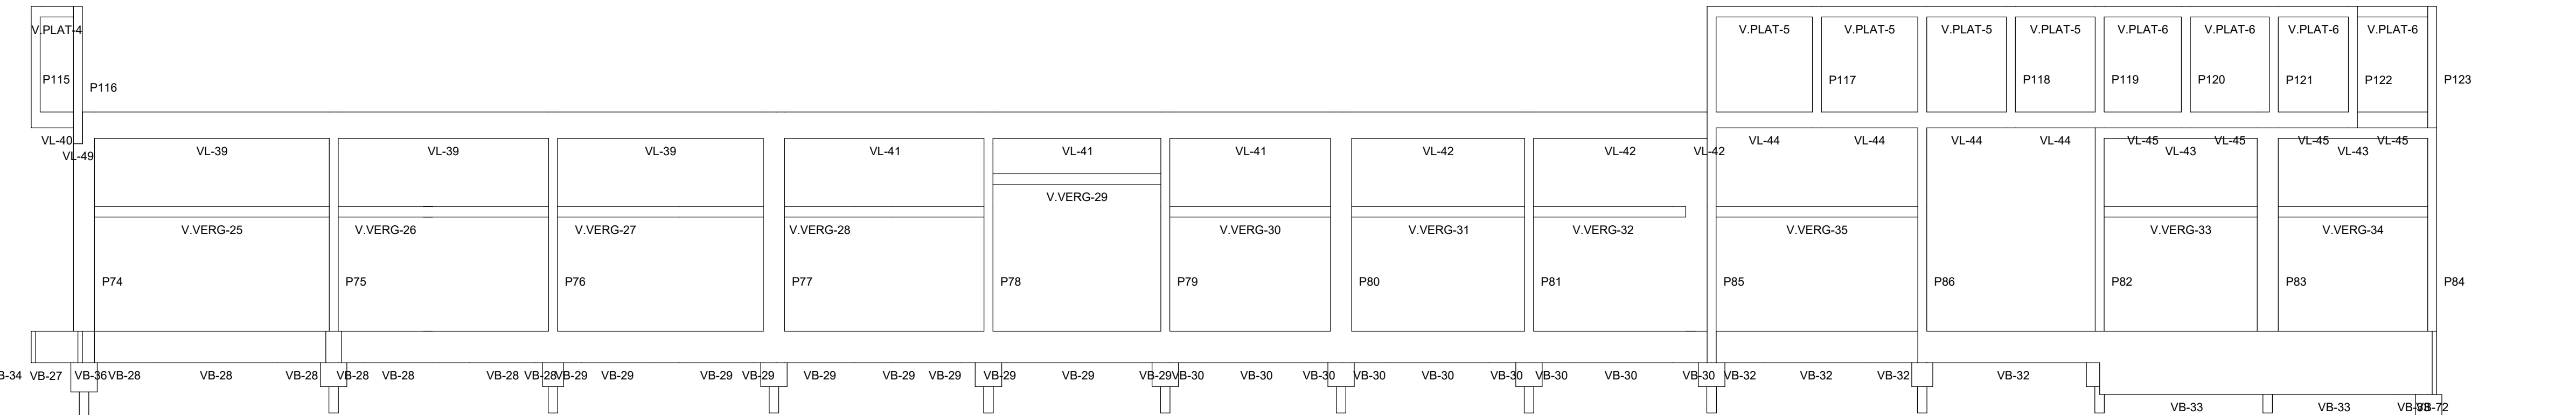 V.PLAT-4 V.PLAT-5 V.PLAT-5 V.PLAT-5 V.PLAT-5 V.PLAT-6 V.PLAT-6 V.PLAT-6 V.PLAT-6
P115 P116 P117 P118 P119 P120 P121 P122 P123
VL-40 VL-44 VL-44 VL-44 VL-44 VL-45 VL-45 VL-45 VL-45
VL-49 VL-39 VL-39 VL-39 VL-41 VL-41 VL-41 VL-42 VL-42 VL-42 VL-43 VL-43
V.VERG-29
V.VERG-25 V.VERG-26 V.VERG-27 V.VERG-28 V.VERG-30 V.VERG-31 V.VERG-32 V.VERG-35 V.VERG-33 V.VERG-34
P74 P75 P76 P77 P78 P79 P80 P81 P85 P86 P82 P83 P84
B-34 VB-27 VB-36 VB-28 VB-28 VB-28 VB-28 VB-28 VB-28 VB-28 VB-29 VB-29 VB-29 VB-29 VB-29 VB-29 VB-29 VB-29 VB-29 VB-29 VB-30 VB-30 VB-30 VB-30 VB-30 VB-30 VB-30 VB-30 VB-30 VB-32 VB-32 VB-32 VB-32
VB-33 VB-33 VB-72